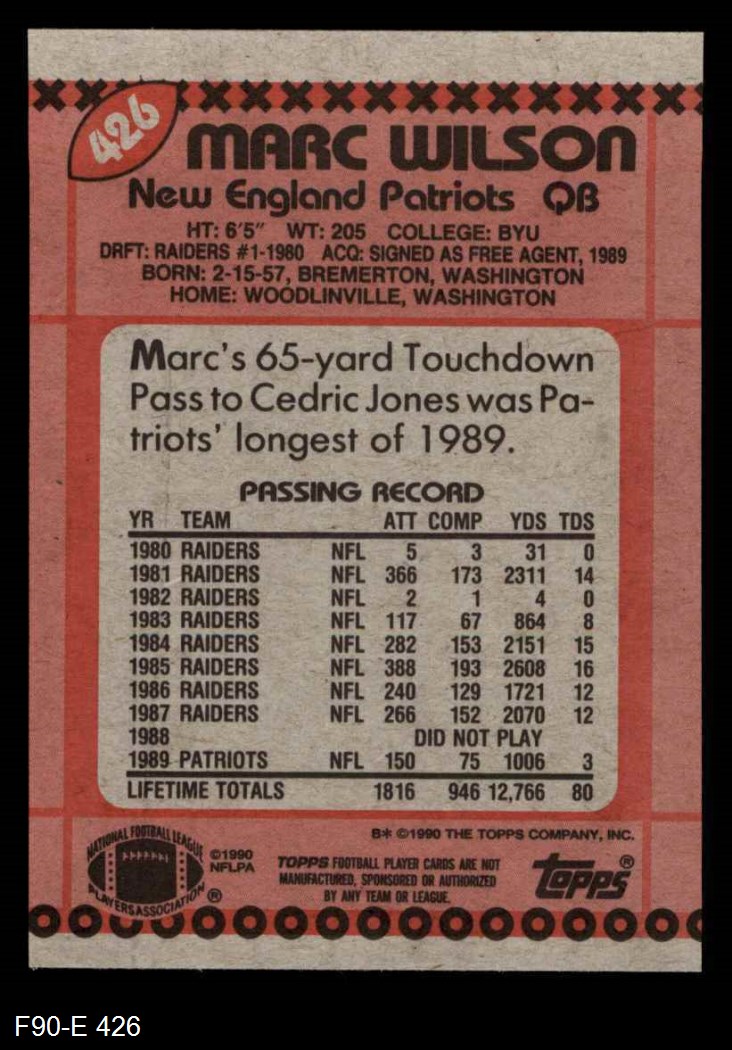 426
MARC WILSON
New England Patriots QB
HT: 6'5" WT: 205 COLLEGE: BYU
DRFT: RAIDERS #1-1980 ACQ: SIGNED AS FREE AGENT, 1989
BORN: 2-15-57, BREMERTON, WASHINGTON
HOME: WOODLINVILLE, WASHINGTON
Marc's 65-yard Touchdown
Pass to Cedric Jones was Pa-
triots' longest of 1989.
PASSING RECORD
YR TEAM ATT COMP YDS TDS
1980 RAIDERS NFL 5 3 31 0
1981 RAIDERS NFL 366 173 2311 14
1982 RAIDERS NFL 2 1 4 0
1983 RAIDERS NFL 117 67 864 8
1984 RAIDERS NFL 282 153 2151 15
1985 RAIDERS NFL 388 193 2608 16
1986 RAIDERS NFL 240 129 1721 12
1987 RAIDERS NFL 266 152 2070 12
1988 DID NOT PLAY
1989 PATRIOTS NFL 150 75 1006 3
LIFETIME TOTALS 1816 946 12,766 80
B* ©1990 THE TOPPS COMPANY, INC.
NATIONAL FOOTBALL LEAGUE
PLAYERS ASSOCIATION ®
©1990
NFLPA
TOPPS FOOTBALL PLAYER CARDS ARE NOT
MANUFACTURED, SPONSORED OR AUTHORIZED
BY ANY TEAM OR LEAGUE.
Topps®
F90-E 426